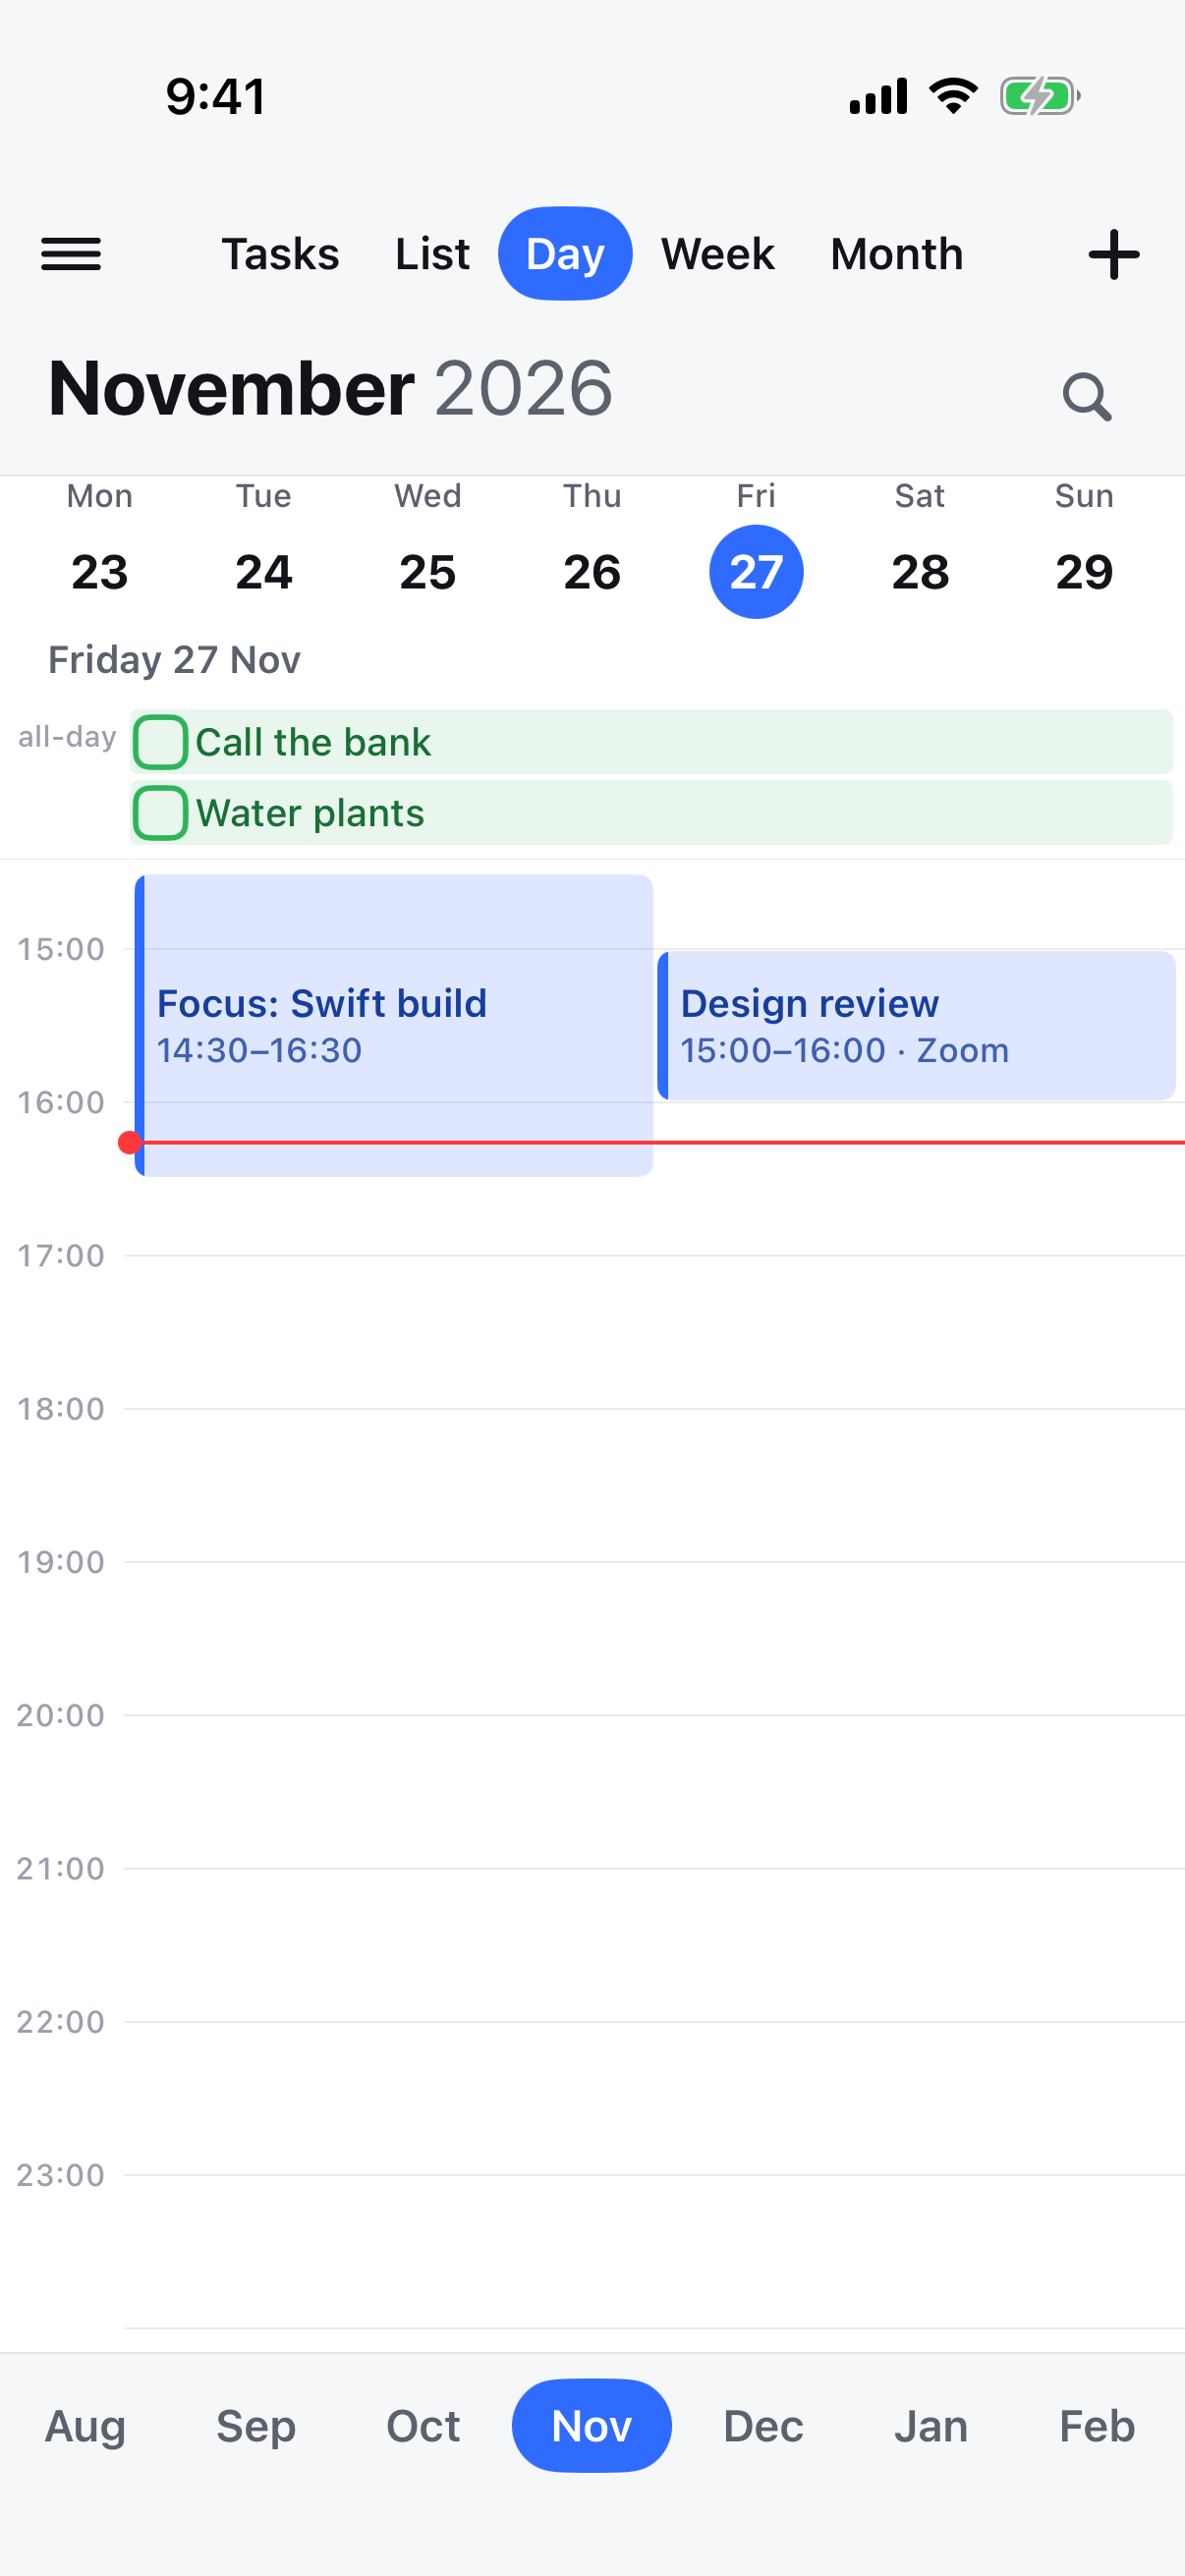 9:41
Tasks List Day Week Month
November 2026
Mon Tue Wed Thu Fri Sat Sun
23 24 25 26 27 28 29
Friday 27 Nov
all-day Call the bank
Water plants
15:00
Focus: Swift build Design review
14:30–16:30 15:00–16:00 · Zoom
16:00
17:00
18:00
19:00
20:00
21:00
22:00
23:00
Aug Sep Oct Nov Dec Jan Feb